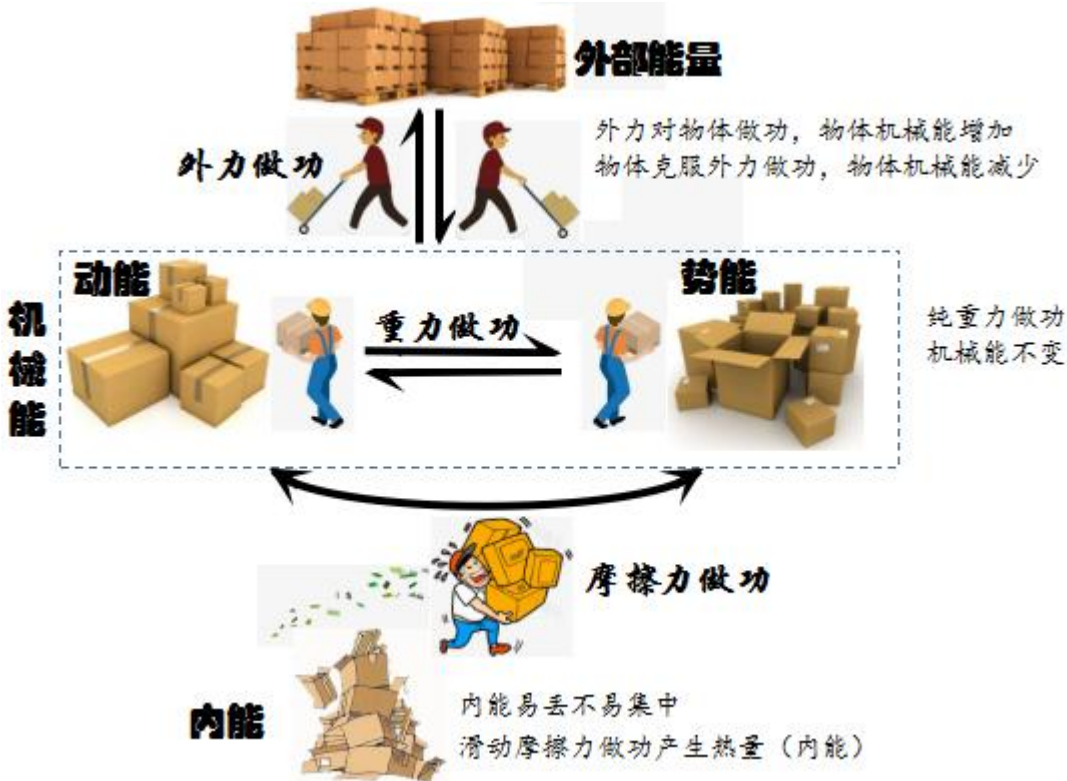 外部能量
外力对物体做功，物体机械能增加
物体克服外力做功，物体机械能减少
外力做功
动能
势能
机械能
重力做功
纯重力做功
机械能不变
摩擦力做功
内能
内能易丢不易集中
滑动摩擦力做功产生热量（内能）